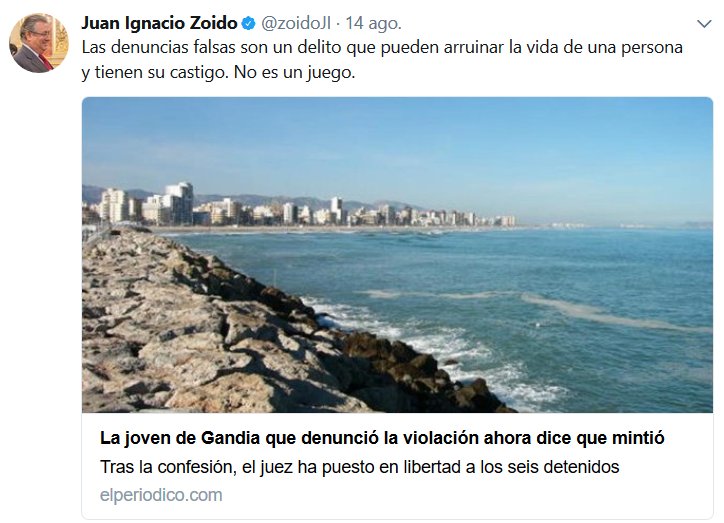 Juan Ignacio Zoido @zoidoJI · 14 ago.
Las denuncias falsas son un delito que pueden arruinar la vida de una persona
y tienen su castigo. No es un juego.
La joven de Gandia que denunció la violación ahora dice que mintió
Tras la confesión, el juez ha puesto en libertad a los seis detenidos
elperiodico.com